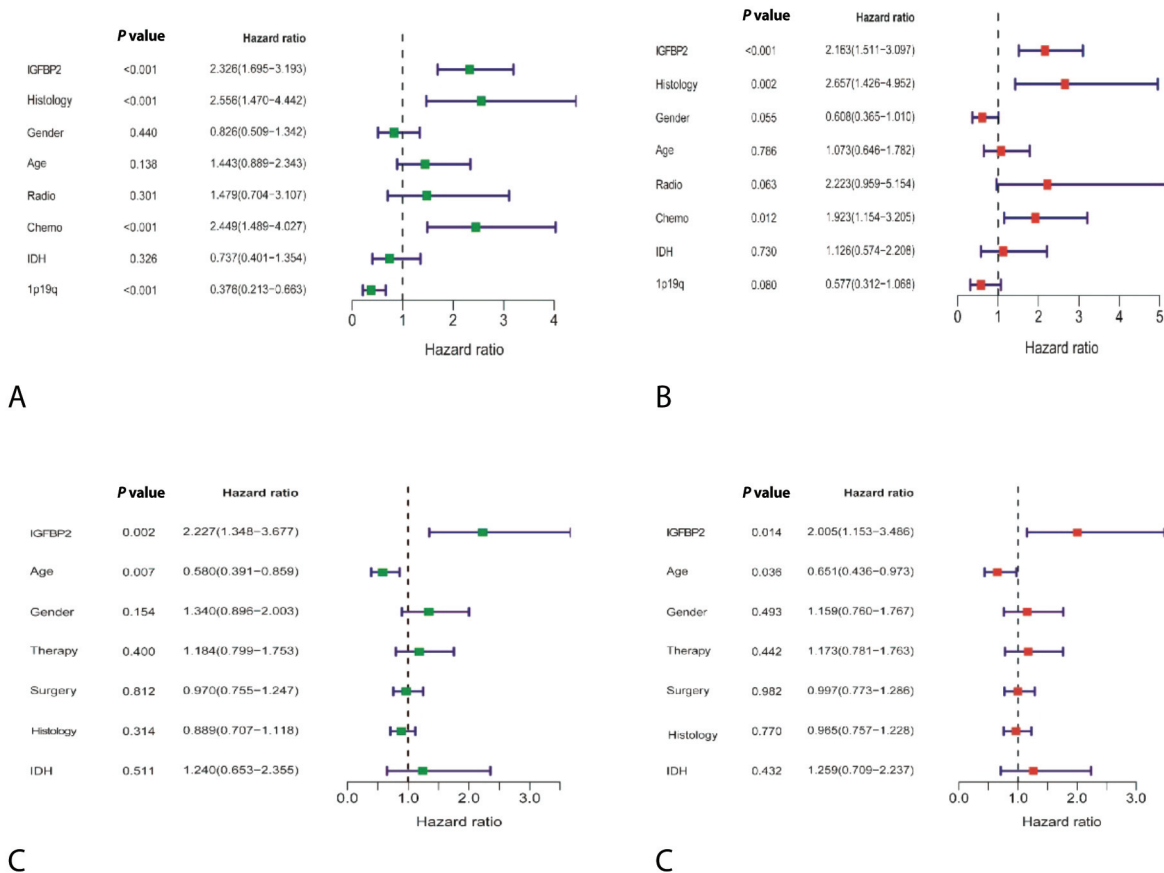 P value Hazard ratio
IGFBP2 <0.001 2.326(1.695−3.193)
Histology <0.001 2.556(1.470−4.442)
Gender 0.440 0.826(0.509−1.342)
Age 0.138 1.443(0.889−2.343)
Radio 0.301 1.479(0.704−3.107)
Chemo <0.001 2.449(1.489−4.027)
IDH 0.326 0.737(0.401−1.354)
1p19q <0.001 0.376(0.213−0.663)
0 1 2 3 4
Hazard ratio
A
P value Hazard ratio
IGFBP2 <0.001 2.163(1.511−3.097)
Histology 0.002 2.657(1.426−4.952)
Gender 0.055 0.608(0.365−1.010)
Age 0.786 1.073(0.646−1.782)
Radio 0.063 2.223(0.959−5.154)
Chemo 0.012 1.923(1.154−3.205)
IDH 0.730 1.126(0.574−2.208)
1p19q 0.080 0.577(0.312−1.068)
0 1 2 3 4 5
Hazard ratio
B
P value Hazard ratio
IGFBP2 0.002 2.227(1.348−3.677)
Age 0.007 0.580(0.391−0.859)
Gender 0.154 1.340(0.896−2.003)
Therapy 0.400 1.184(0.799−1.753)
Surgery 0.812 0.970(0.755−1.247)
Histology 0.314 0.889(0.707−1.118)
IDH 0.511 1.240(0.653−2.355)
0.0 1.0 2.0 3.0
Hazard ratio
C
P value Hazard ratio
IGFBP2 0.014 2.005(1.153−3.486)
Age 0.036 0.651(0.436−0.973)
Gender 0.493 1.159(0.760−1.767)
Therapy 0.442 1.173(0.781−1.763)
Surgery 0.982 0.997(0.773−1.286)
Histology 0.770 0.965(0.757−1.228)
IDH 0.432 1.259(0.709−2.237)
0.0 1.0 2.0 3.0
Hazard ratio
C